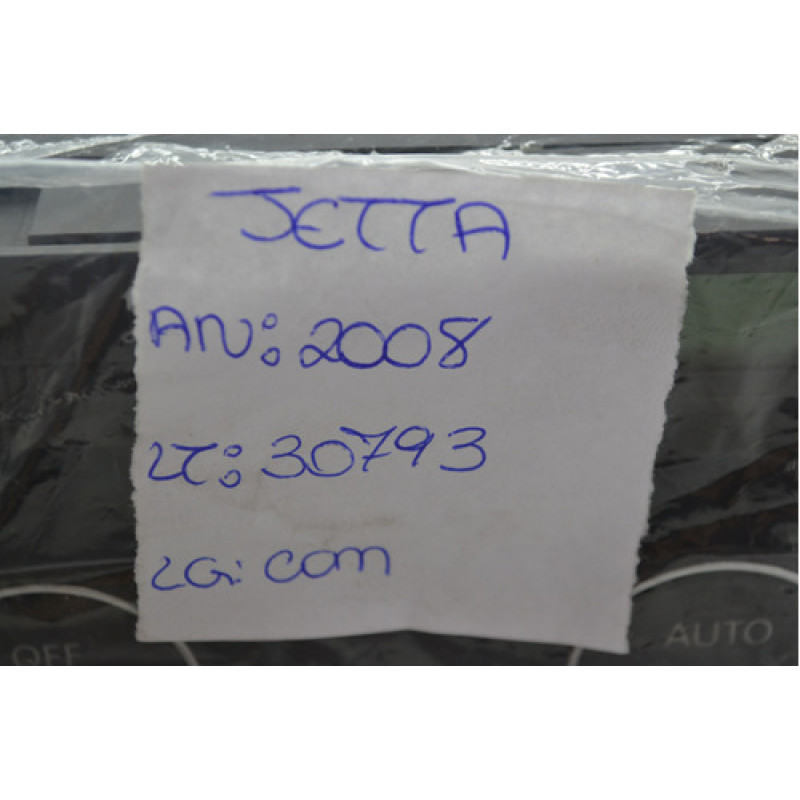 JETTA
AN: 2008
LT: 30793
LG: com
OFF
AUTO